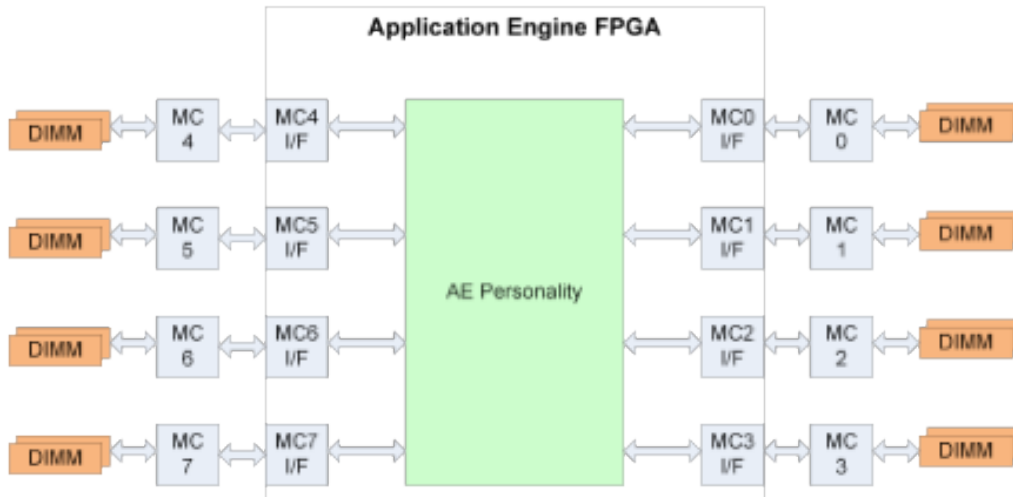 Application Engine FPGA
DIMM
MC
4
MC4
I/F
MC0
I/F
MC
0
DIMM
DIMM
MC
5
MC5
I/F
MC1
I/F
MC
1
DIMM
AE Personality
DIMM
MC
6
MC6
I/F
MC2
I/F
MC
2
DIMM
DIMM
MC
7
MC7
I/F
MC3
I/F
MC
3
DIMM